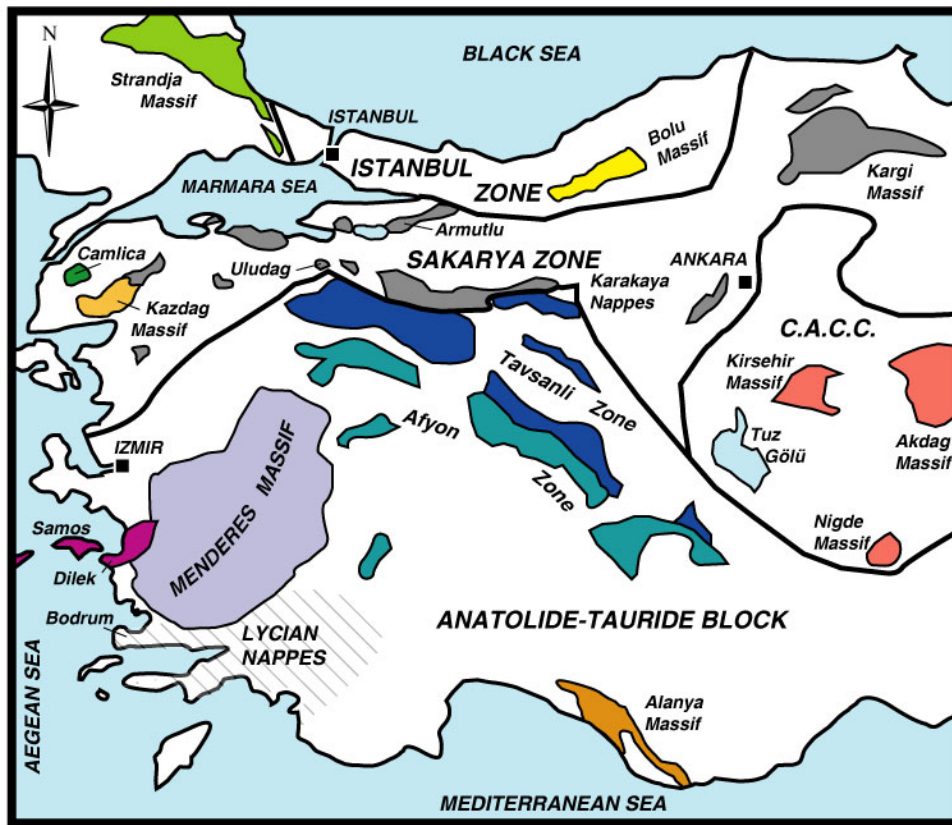 N
BLACK SEA
Strandja
Massif
ISTANBUL
Bolu
Massif
ISTANBUL
ZONE
Kargi
Massif
MARMARA SEA
Armutlu
Camlica
Uludag
SAKARYA ZONE
ANKARA
Karakaya
Nappes
Kazdag
Massif
C.A.C.C.
Tavsanli
Zone
Kirsehir
Massif
Afyon
Zone
Akdag
Massif
Tuz
Gölü
IZMIR
MENDERES MASSIF
Samos
Nigde
Massif
Dilek
Bodrum
LYCIAN
NAPPES
ANATOLIDE-TAURIDE BLOCK
AEGEAN SEA
Alanya
Massif
MEDITERRANEAN SEA